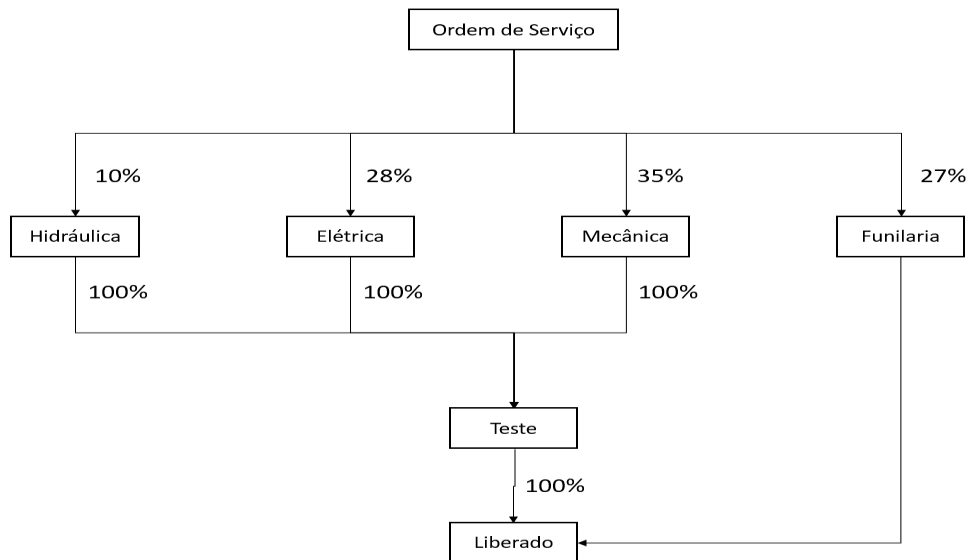 Ordem de Serviço
10%
28%
35%
27%
Hidráulica
Elétrica
Mecânica
Funilaria
100%
100%
100%
Teste
100%
Liberado